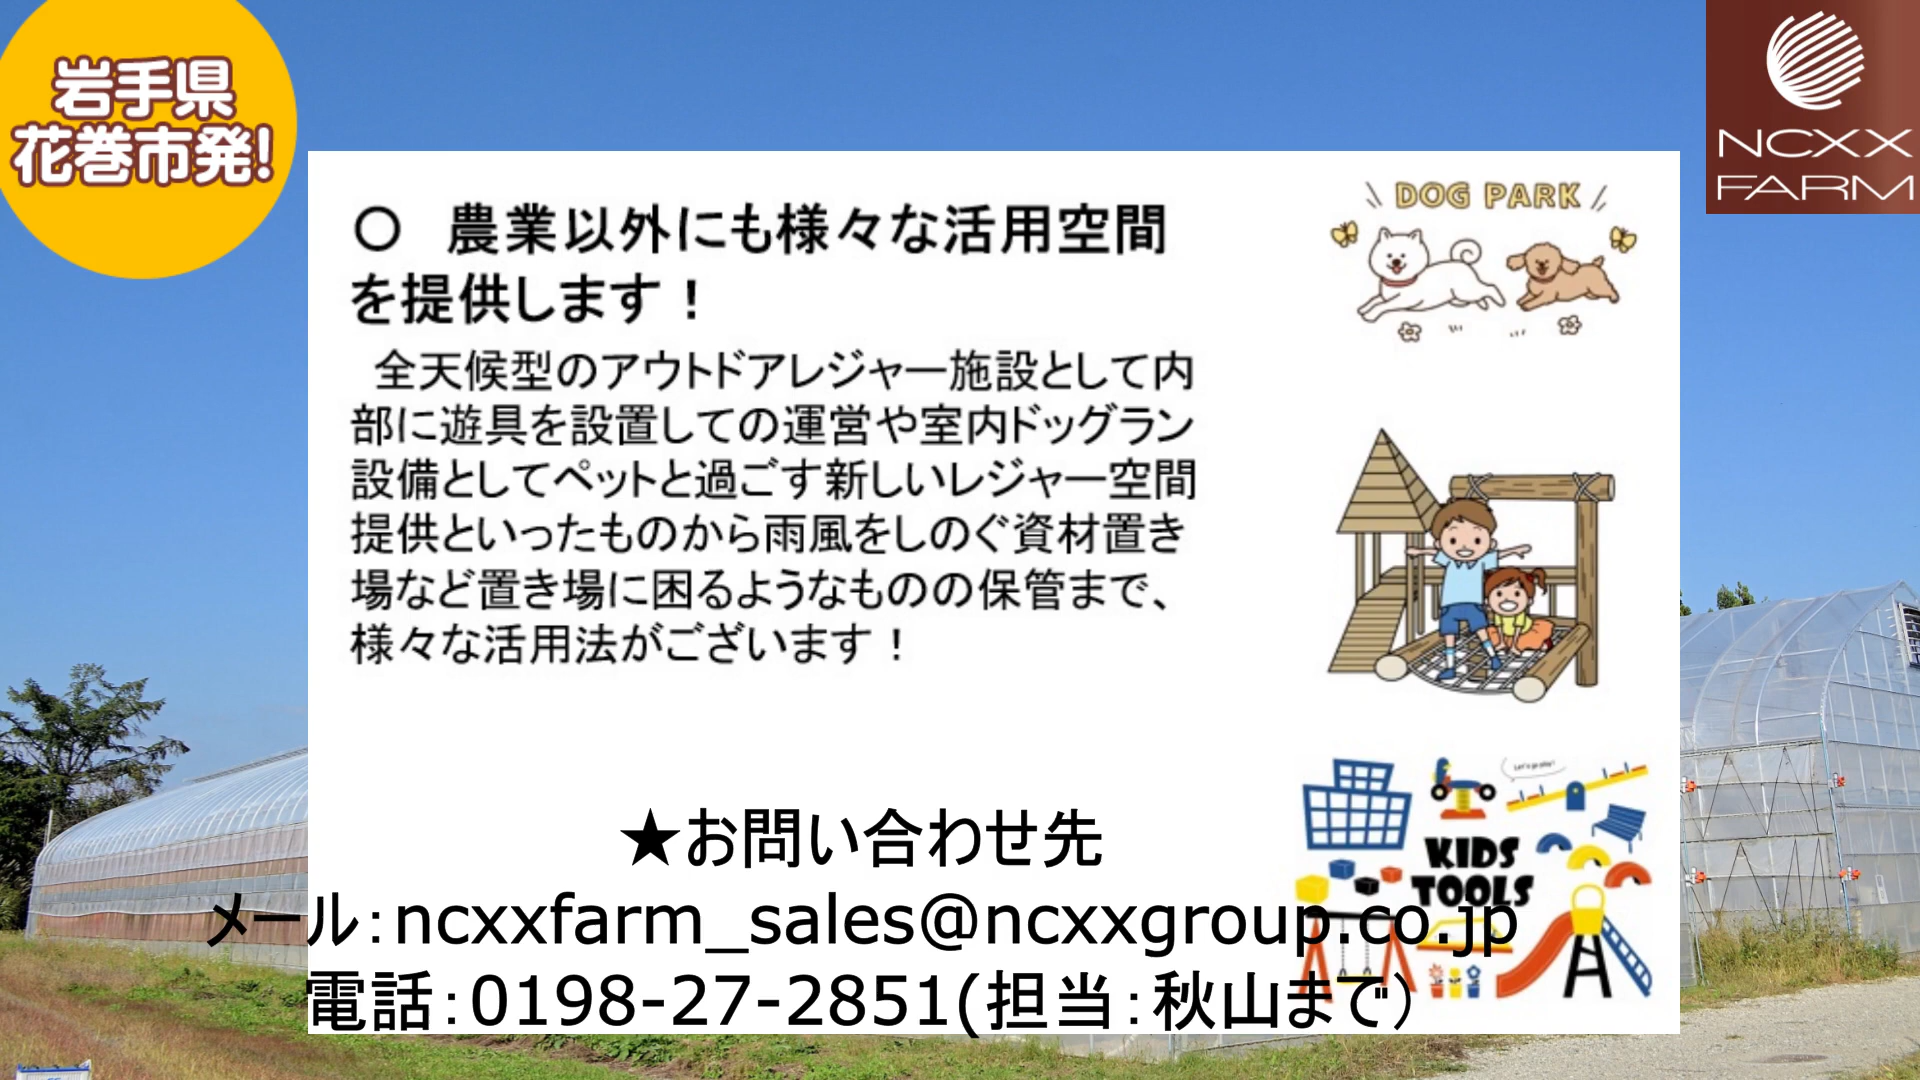 岩手県
花巻市発!
NCXX
FARM
○　農業以外にも様々な活用空間
を提供します！
全天候型のアウトドアレジャー施設として内
部に遊具を設置しての運営や室内ドッグラン
設備としてペットと過ごす新しいレジャー空間
提供といったものから雨風をしのぐ資材置き
場など置き場に困るようなものの保管まで、
様々な活用法がございます！
DOG PARK
Let's go play!
KIDS
TOOLS
★お問い合わせ先
メール：ncxxfarm_sales@ncxxgroup.co.jp
電話：0198-27-2851(担当：秋山まで）